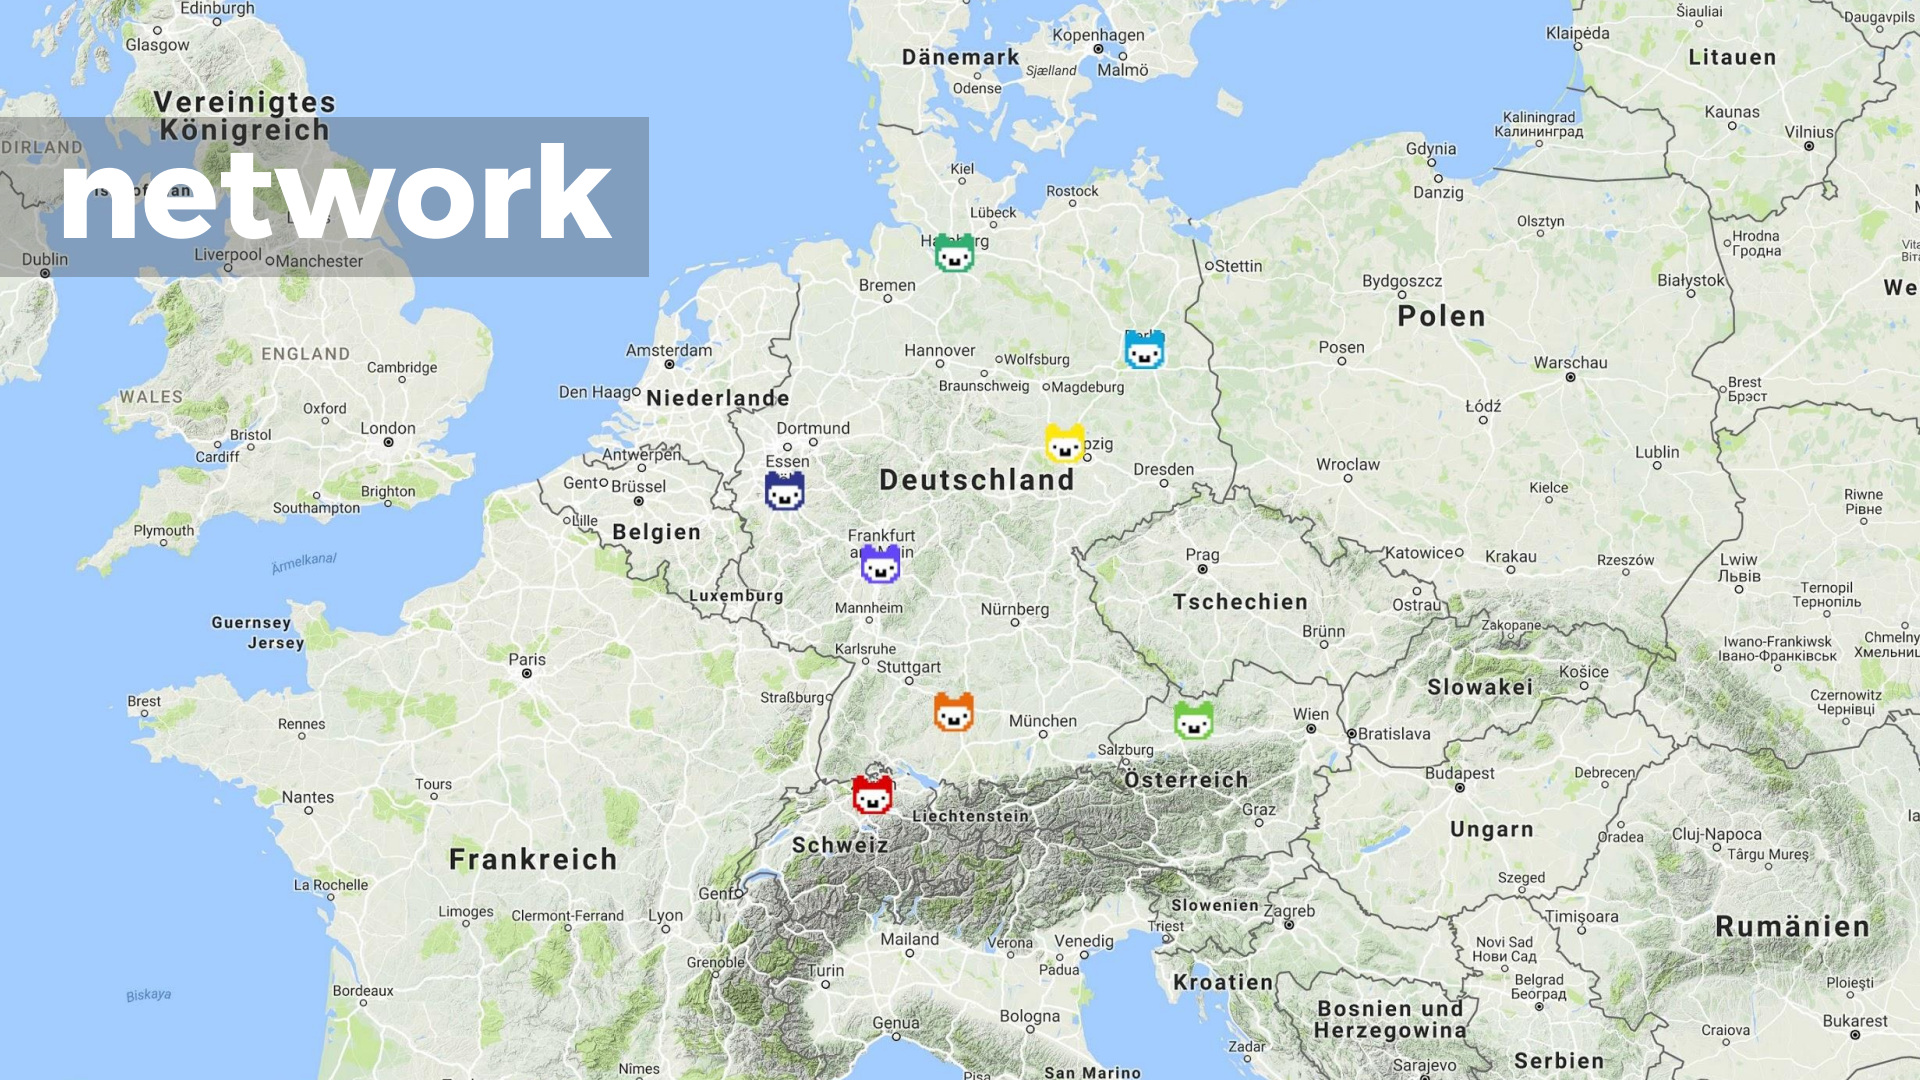 network
Edinburgh
Glasgow
Vereinigtes
Königreich
DIRLAND
Dublin
Liverpool
Manchester
ENGLAND
Cambridge
WALES
Oxford
London
Bristol
Cardiff
Southampton
Brighton
Plymouth
Ärmelkanal
Guernsey
Jersey
Dänemark
Kopenhagen
Sjælland
Malmö
Odense
Kiel
Rostock
Lübeck
Bremen
Hannover
Wolfsburg
Braunschweig
Magdeburg
Amsterdam
Den Haag
Niederlande
Dortmund
Essen
Antwerpen
Gent
Brüssel
Lille
Belgien
Luxemburg
Deutschland
Dresden
Frankfurt
Mannheim
Nürnberg
Karlsruhe
Stuttgart
Straßburg
München
Salzburg
Österreich
Wien
Graz
Liechtenstein
Schweiz
Genf
Paris
Brest
Rennes
Tours
Nantes
Frankreich
La Rochelle
Limoges
Clermont-Ferrand
Lyon
Grenoble
Bordeaux
Biskaya
Nîmes
Mailand
Verona
Venedig
Padua
Turin
Genua
Bologna
Pisa
San Marino
Triest
Slowenien
Zagreb
Kroatien
Zadar
Bosnien und
Herzegowina
Sarajevo
Serbien
Novi Sad
Нови Сад
Belgrad
Београд
Klaipėda
Šiauliai
Daugavpils
Litauen
Kaunas
Vilnius
Kaliningrad
Калининград
Gdynia
Danzig
Olsztyn
Hrodna
Гродна
Stettin
Bydgoszcz
Białystok
Polen
Posen
Warschau
Brest
Брэст
Łódź
Lublin
Wroclaw
Kielce
Riwne
Рівне
Katowice
Krakau
Rzeszów
Lwiw
Львів
Ternopil
Тернопіль
Prag
Tschechien
Ostrau
Brünn
Zakopane
Iwano-Frankiwsk
Івано-Франківськ
Košice
Slowakei
Czernowitz
Чернівці
Bratislava
Budapest
Debrecen
Ungarn
Oradea
Cluj-Napoca
Târgu Mureș
Szeged
Timișoara
Rumänien
Ploiești
Bukarest
Craiova